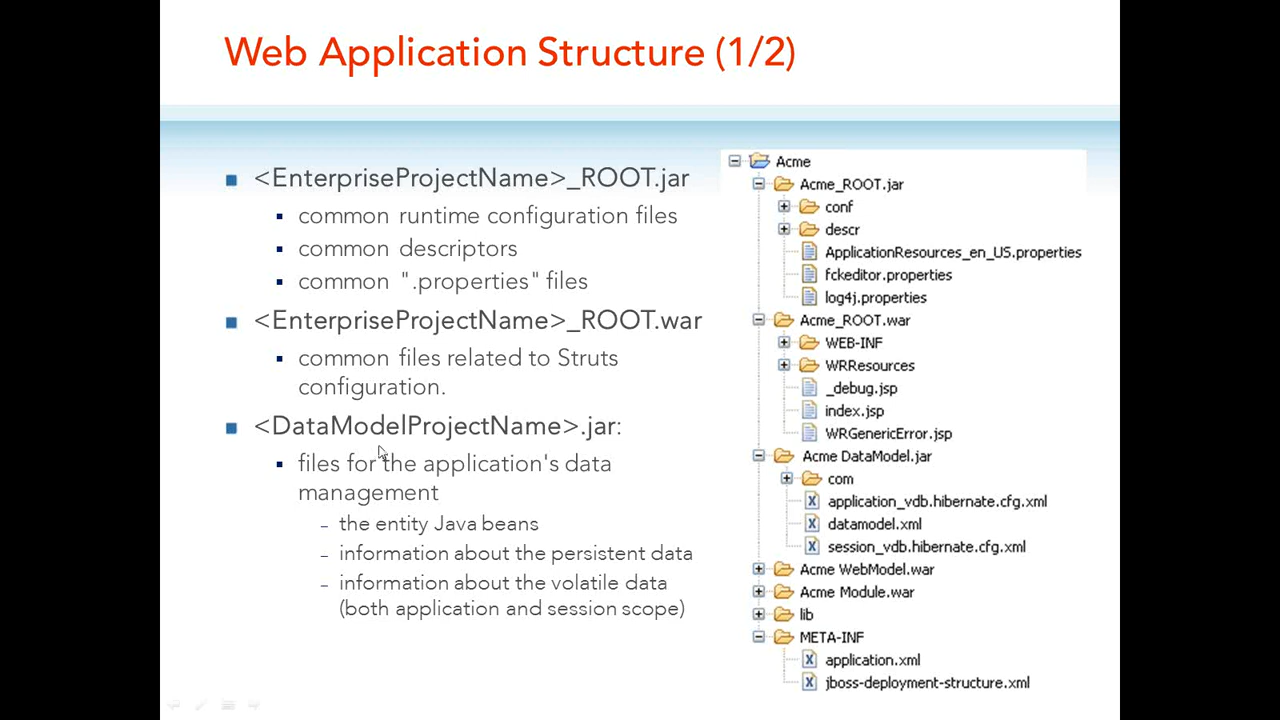 Web Application Structure (1/2)
<EnterpriseProjectName>_ROOT.jar
common runtime configuration files
common descriptors
common ".properties" files
<EnterpriseProjectName>_ROOT.war
common files related to Struts
configuration.
<DataModelProjectName>.jar:
files for the application's data
management
– the entity Java beans
– information about the persistent data
– information about the volatile data
(both application and session scope)
Acme
Acme_ROOT.jar
conf
descr
ApplicationResources_en_US.properties
fckeditor.properties
log4j.properties
Acme_ROOT.war
WEB-INF
WRResources
_debug.jsp
index.jsp
WRGenericError.jsp
Acme DataModel.jar
com
application_vdb.hibernate.cfg.xml
datamodel.xml
session_vdb.hibernate.cfg.xml
Acme WebModel.war
Acme Module.war
lib
META-INF
application.xml
jboss-deployment-structure.xml